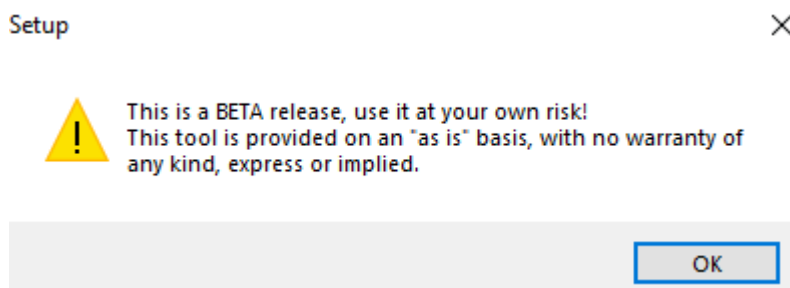 Setup
This is a BETA release, use it at your own risk!
This tool is provided on an "as is" basis, with no warranty of
any kind, express or implied.
OK